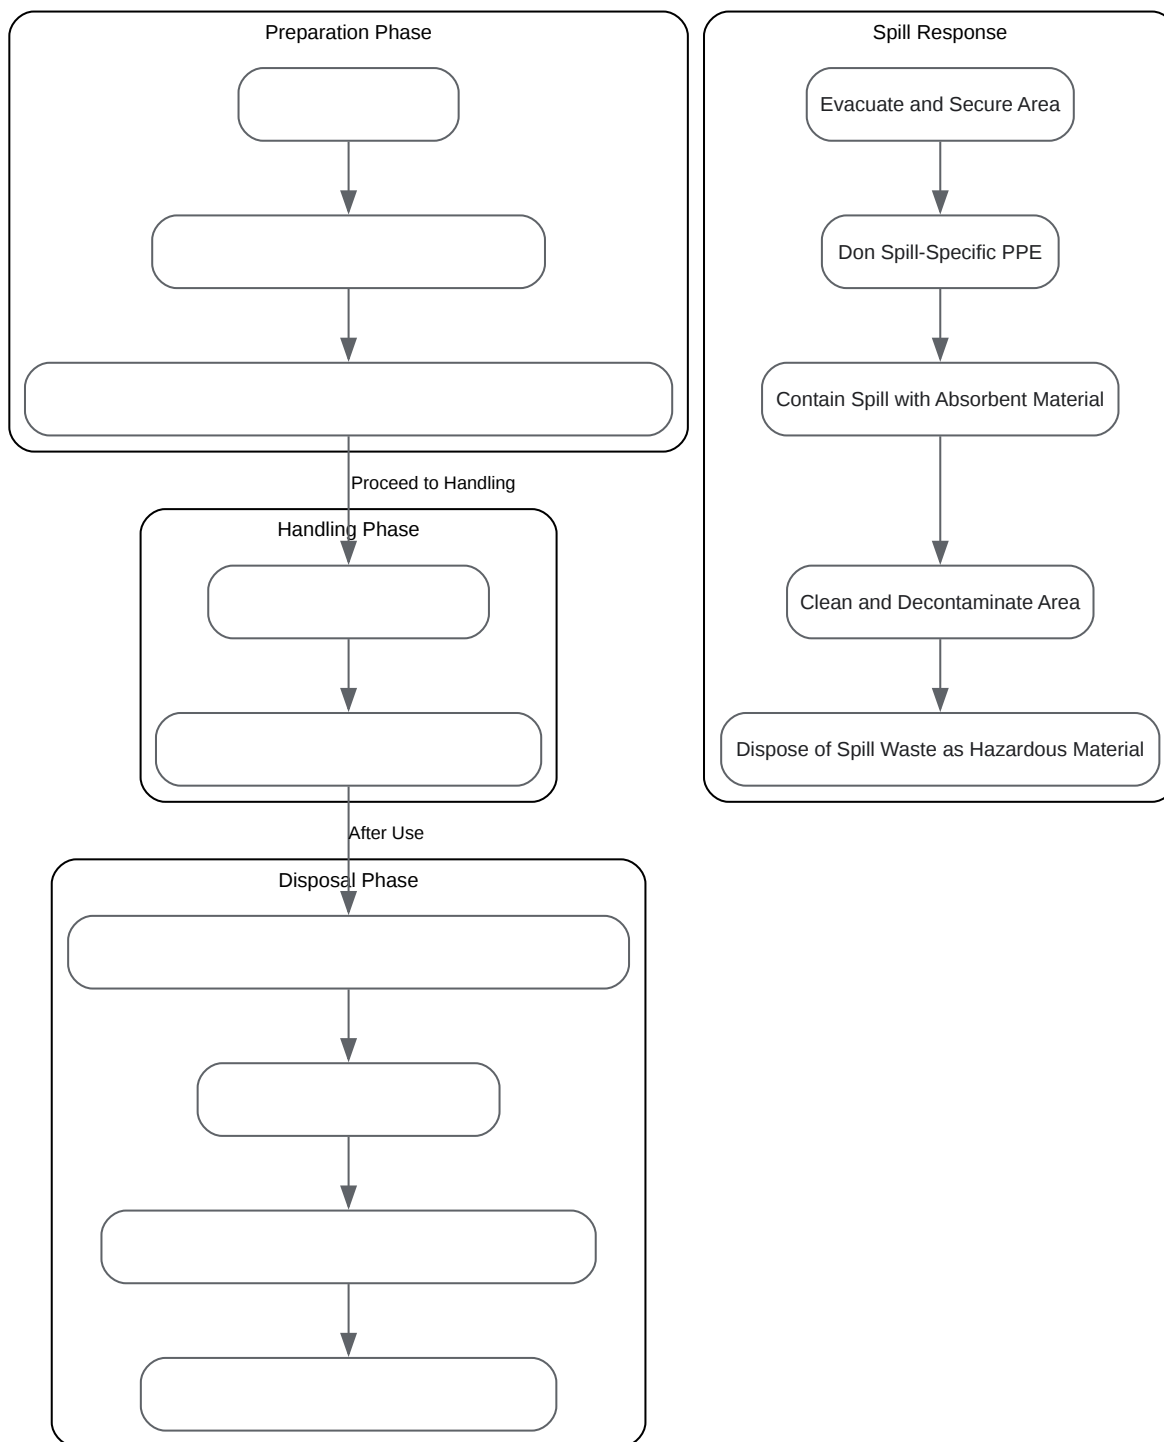 Preparation Phase
Proceed to Handling
Handling Phase
After Use
Disposal Phase
Spill Response
Evacuate and Secure Area
Don Spill-Specific PPE
Contain Spill with Absorbent Material
Clean and Decontaminate Area
Dispose of Spill Waste as Hazardous Material